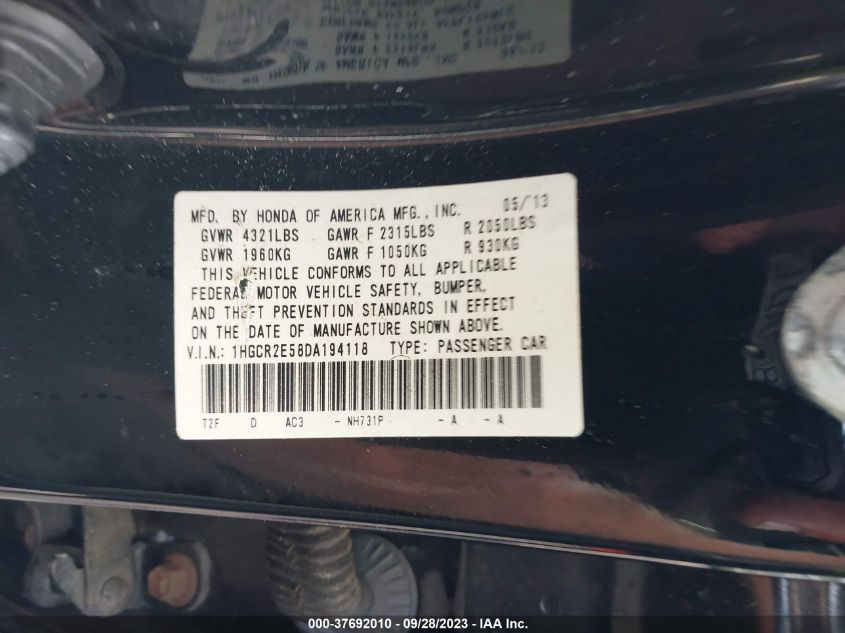 MFD. BY HONDA OF AMERICA MFG., INC. 05/13
GVWR 4321LBS GAWR F 2315LBS R 2050LBS
GVWR 1960KG GAWR F 1050KG R 930KG
THIS VEHICLE CONFORMS TO ALL APPLICABLE
FEDERAL MOTOR VEHICLE SAFETY, BUMPER,
AND THEFT PREVENTION STANDARDS IN EFFECT
ON THE DATE OF MANUFACTURE SHOWN ABOVE.
V.I.N.: 1HGCR2E58DA194118 TYPE: PASSENGER CAR
T2F D AC3 - NH731P - A - A
000-37692010 - 09/28/2023 - IAA Inc.